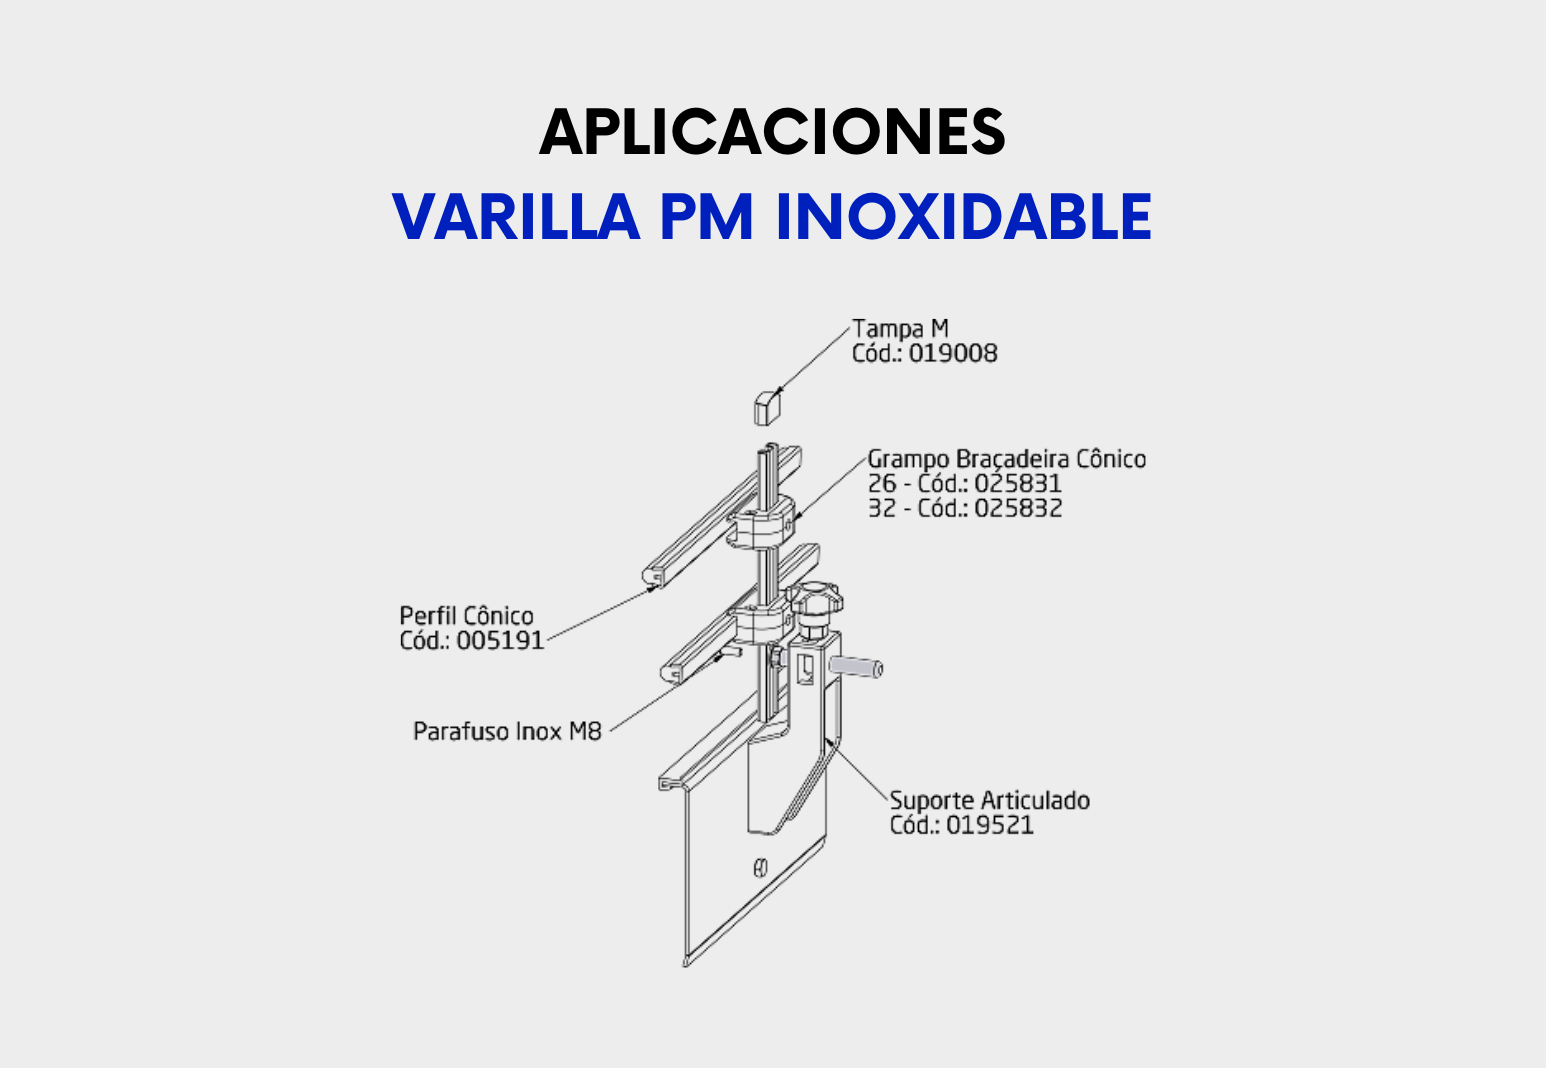 APLICACIONES
VARILLA PM INOXIDABLE
Tampa M
Cód.: 019008
Grampo Braçadeira Cônico
26 - Cód.: 025831
32 - Cód.: 025832
Perfil Cônico
Cód.: 005191
Parafuso Inox M8
Suporte Articulado
Cód.: 019521